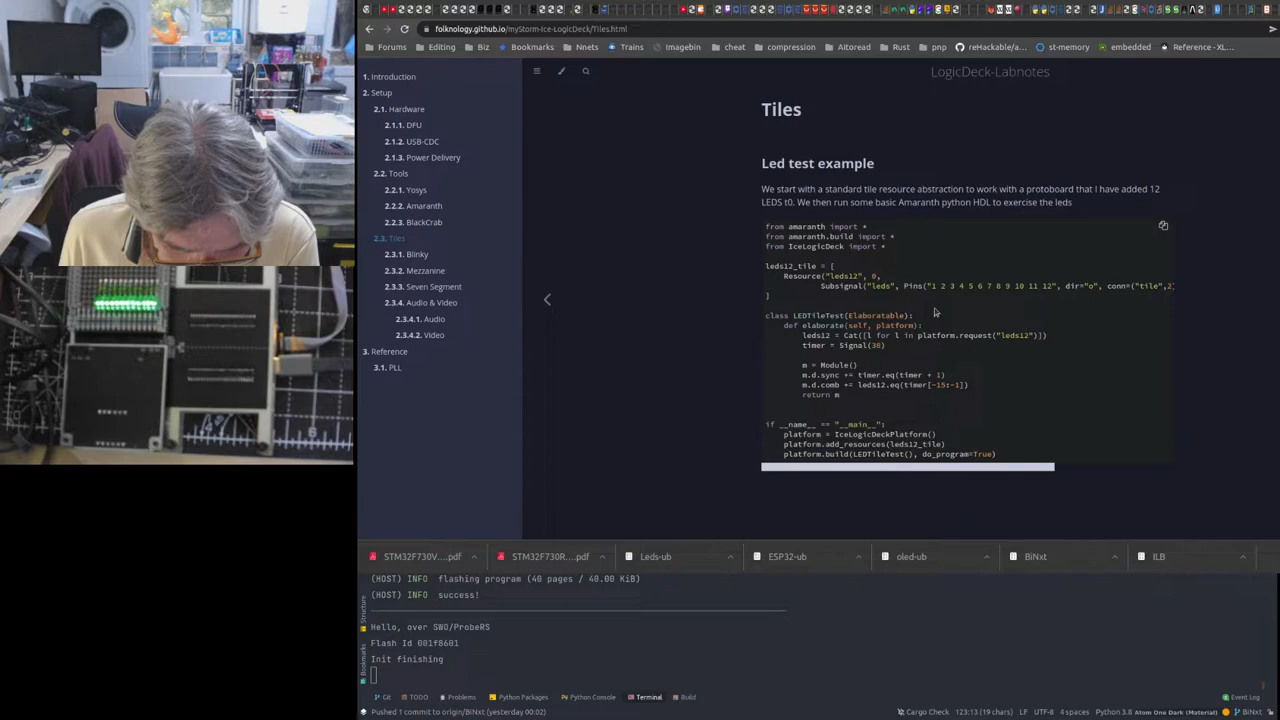 folknology.github.io/myStorm-Ice-LogicDeck/Tiles.html
Forums
Editing
Biz
Bookmarks
Nnets
Trains
Imagebin
cheat
compression
Aitoread
Rust
pnp
reHackable/a...
st-memory
embedded
Reference - XL...
LogicDeck-Labnotes
1. Introduction
2. Setup
2.1. Hardware
2.1.1. DFU
2.1.2. USB-CDC
2.1.3. Power Delivery
2.2. Tools
2.2.1. Yosys
2.2.2. Amaranth
2.2.3. BlackCrab
2.3. Tiles
2.3.1. Blinky
2.3.2. Mezzanine
2.3.3. Seven Segment
2.3.4. Audio & Video
2.3.4.1. Audio
2.3.4.2. Video
3. Reference
3.1. PLL
Tiles
Led test example
We start with a standard tile resource abstraction to work with a protoboard that I have added 12
LEDS t0. We then run some basic Amaranth python HDL to exercise the leds
from amaranth import *
from amaranth.build import *
from IceLogicDeck import *
leds12_tile = [
Resource("leds12", 0,
Subsignal("leds", Pins("1 2 3 4 5 6 7 8 9 10 11 12", dir="o", conn=("tile",2)
]
class LEDTileTest(Elaboratable):
def elaborate(self, platform):
leds12 = Cat([l for l in platform.request("leds12")])
timer = Signal(38)
m = Module()
m.d.sync += timer.eq(timer + 1)
m.d.comb += leds12.eq(timer[-15:-1])
return m
if __name__ == "__main__":
platform = IceLogicDeckPlatform()
platform.add_resources(leds12_tile)
platform.build(LEDTileTest(), do_program=True)
STM32F730V....pdf
STM32F730R....pdf
Leds-ub
ESP32-ub
oled-ub
BiNxt
ILB
(HOST) INFO flashing program (40 pages / 40.00 KiB)
(HOST) INFO success!
Hello, over SWO/ProbeRS
Flash Id 001f8601
Init finishing
Structure
Bookmarks
Git
TODO
Problems
Python Packages
Python Console
Terminal
Build
Event Log
Pushed 1 commit to origin/BiNxt (yesterday 00:02)
Cargo Check
123:13 (19 chars)
LF
UTF-8
4 spaces
Python 3.8
Atom One Dark (Material)
BiNxt